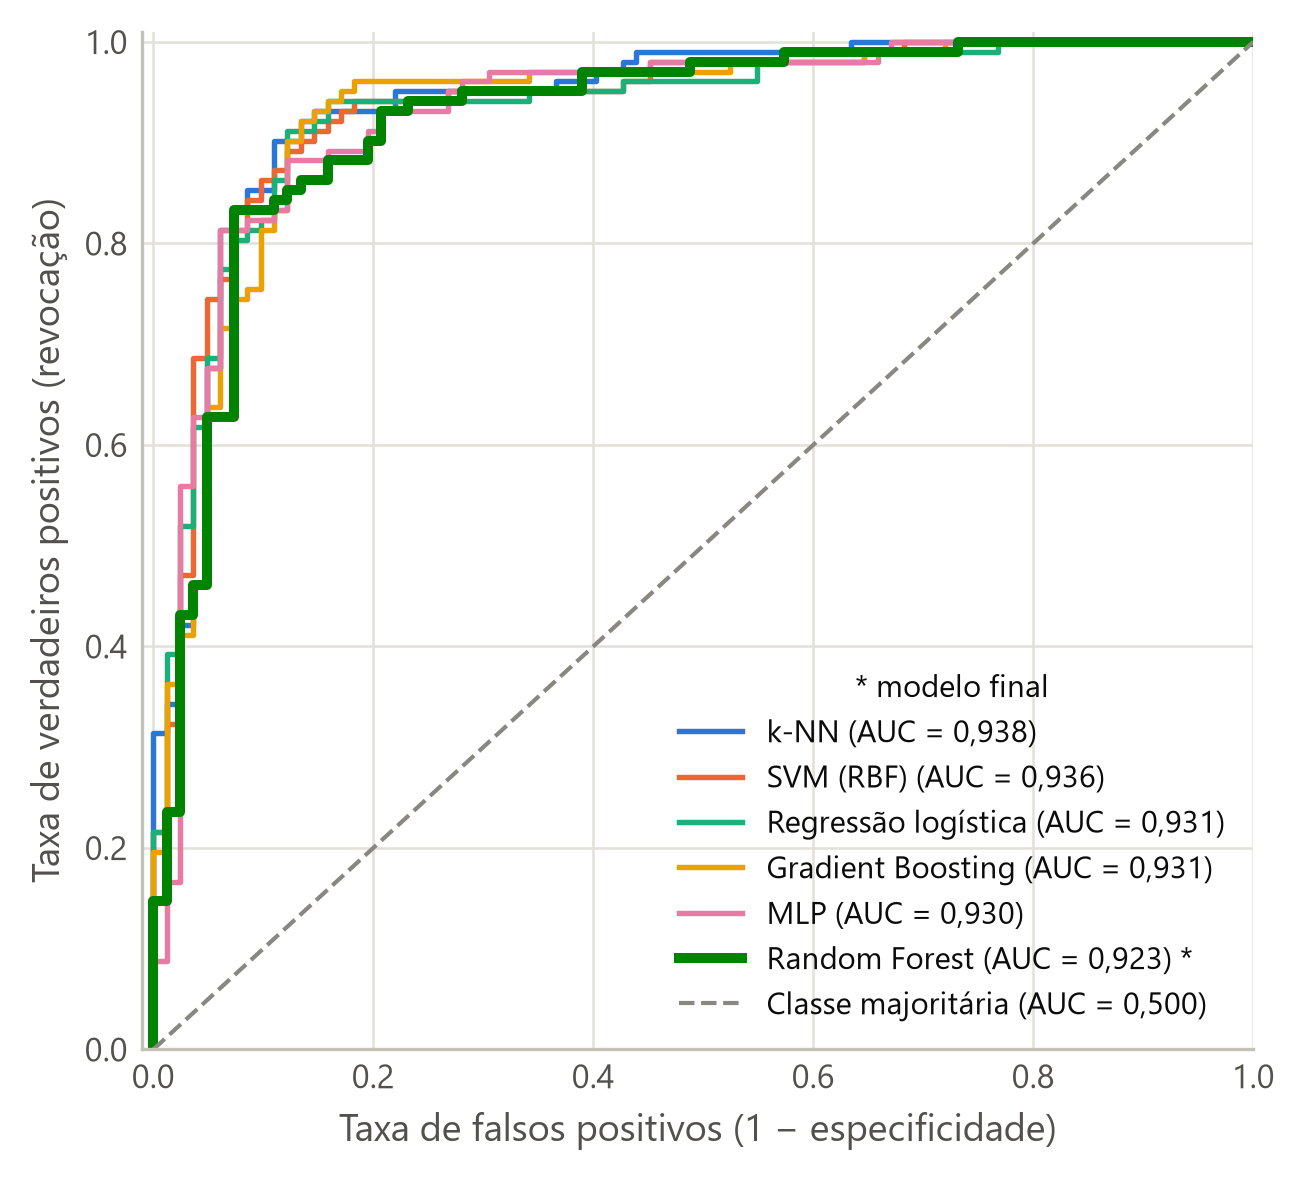 Taxa de verdadeiros positivos (revocação)
1.0
0.8
0.6
0.4
0.2
0.0
* modelo final
k-NN (AUC = 0,938)
SVM (RBF) (AUC = 0,936)
Regressão logística (AUC = 0,931)
Gradient Boosting (AUC = 0,931)
MLP (AUC = 0,930)
Random Forest (AUC = 0,923) *
Classe majoritária (AUC = 0,500)
0.0 0.2 0.4 0.6 0.8 1.0
Taxa de falsos positivos (1 − especificidade)